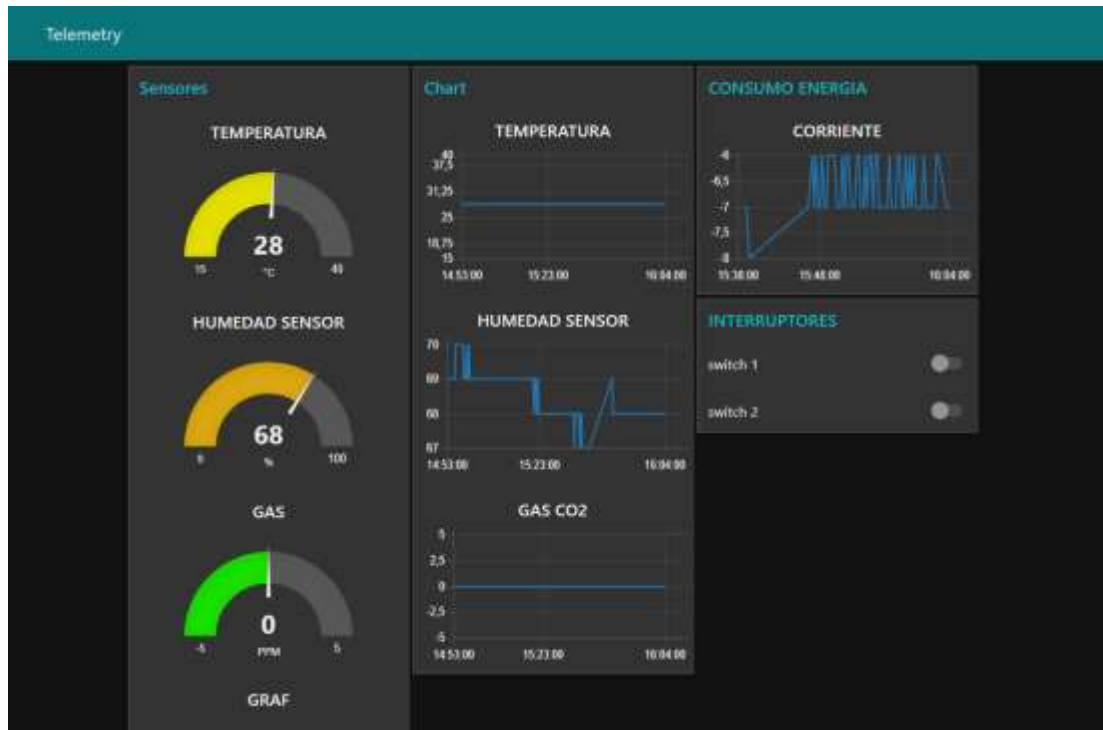 Telemetry
Sensores
TEMPERATURA
28
°C
15
40
HUMEDAD SENSOR
68
%
0
100
GAS
0
PPM
-5
5
GRAF
Chart
TEMPERATURA
40
37,5
31,25
25
18,75
15
14:53:00 15:23:00 16:04:00
HUMEDAD SENSOR
70
69
68
67
14:53:00 15:23:00 16:04:00
GAS CO2
5
2,5
0
-2,5
-5
14:53:00 15:23:00 16:04:00
CONSUMO ENERGIA
CORRIENTE
-6,5
-7
-7,5
-8
15:48:00 16:04:00
INTERRUPTORES
switch 1
switch 2